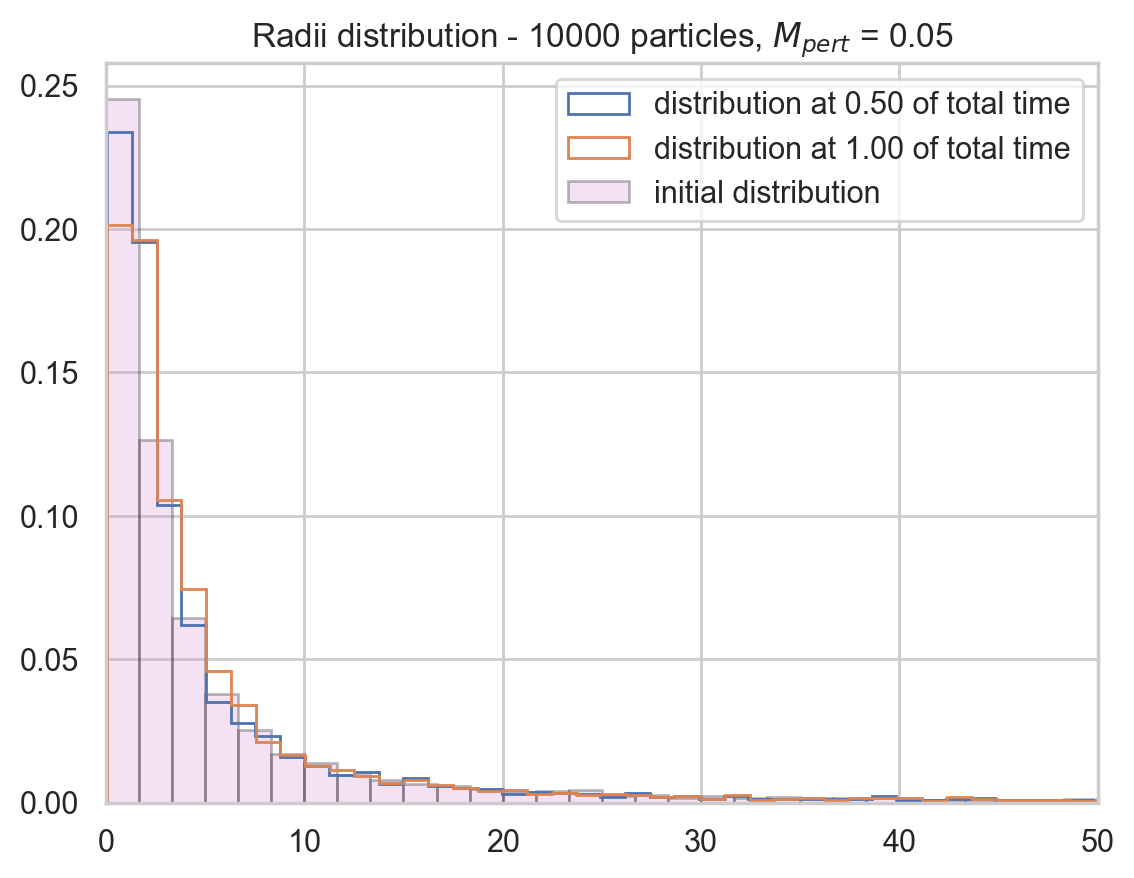 Radii distribution - 10000 particles, $M_{pert}$ = 0.05
distribution at 0.50 of total time
distribution at 1.00 of total time
initial distribution
0.25
0.20
0.15
0.10
0.05
0.00
0 10 20 30 40 50